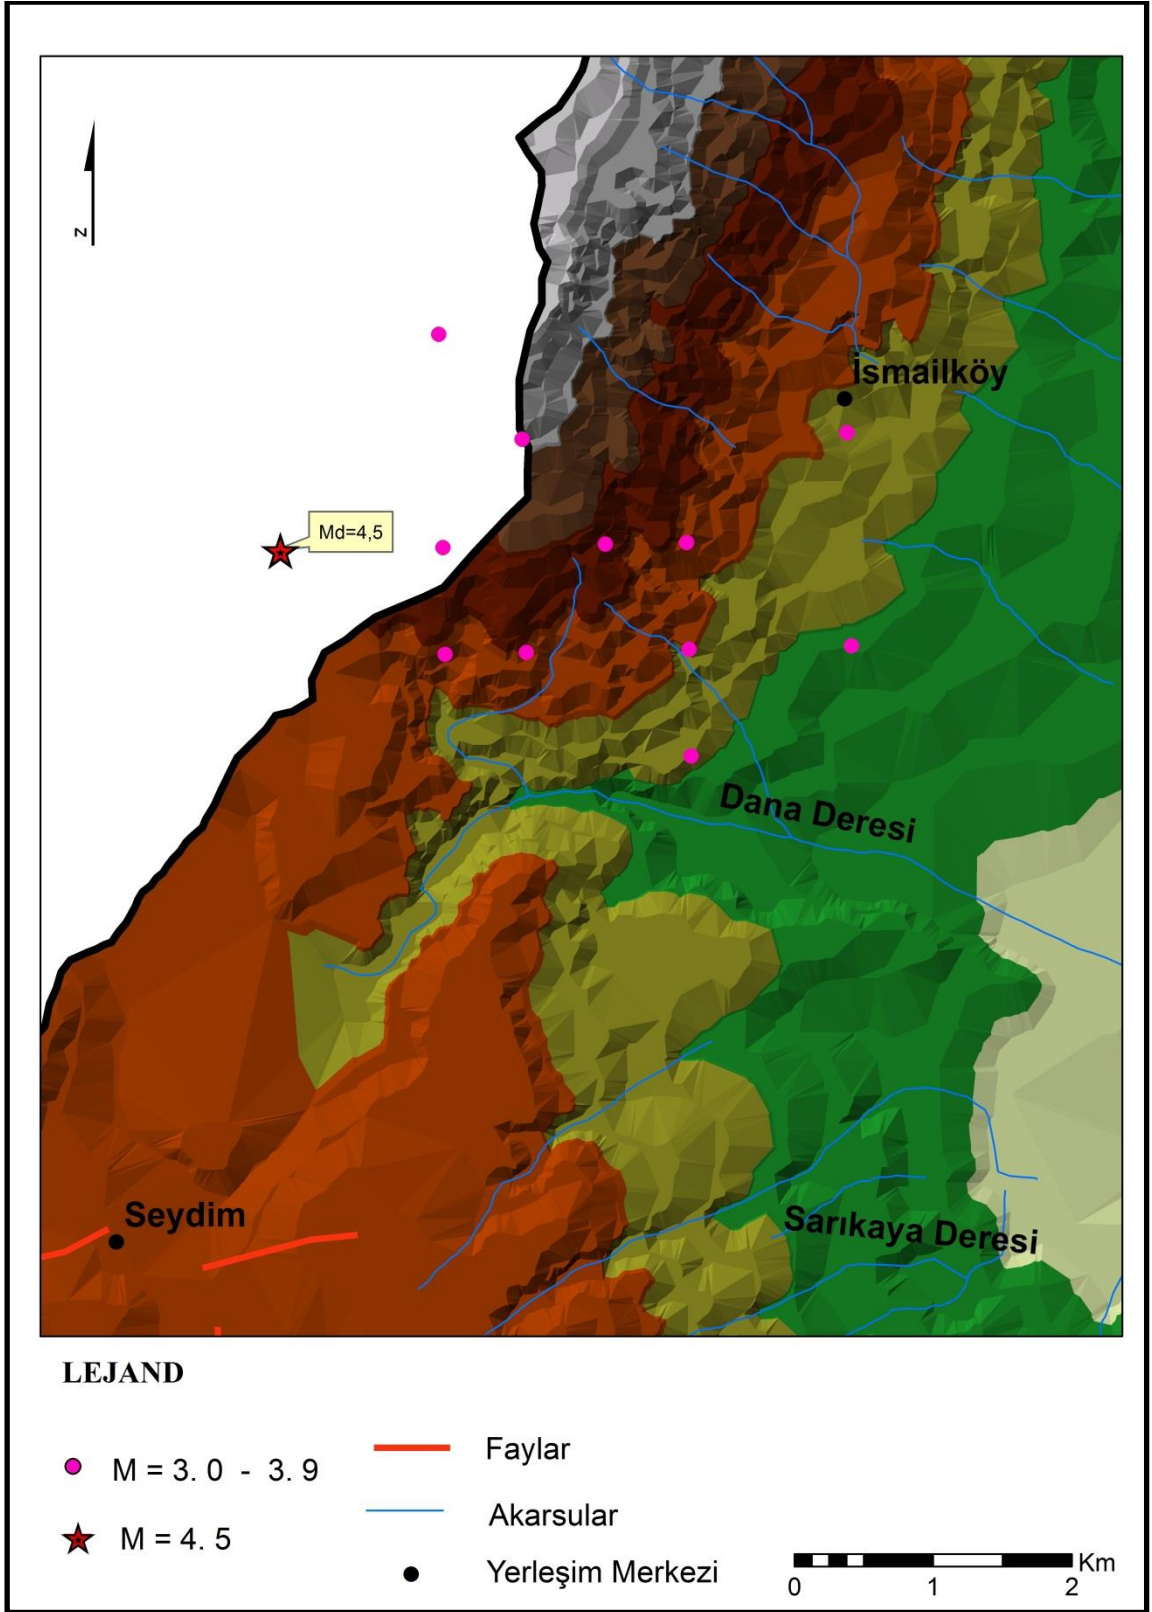 z
İsmailköy
Md=4,5
Dana Deresi
Seydim
Sarıkaya Deresi
LEJAND
M = 3. 0 - 3. 9
Faylar
M = 4. 5
Akarsular
Yerleşim Merkezi
Km
0 1 2